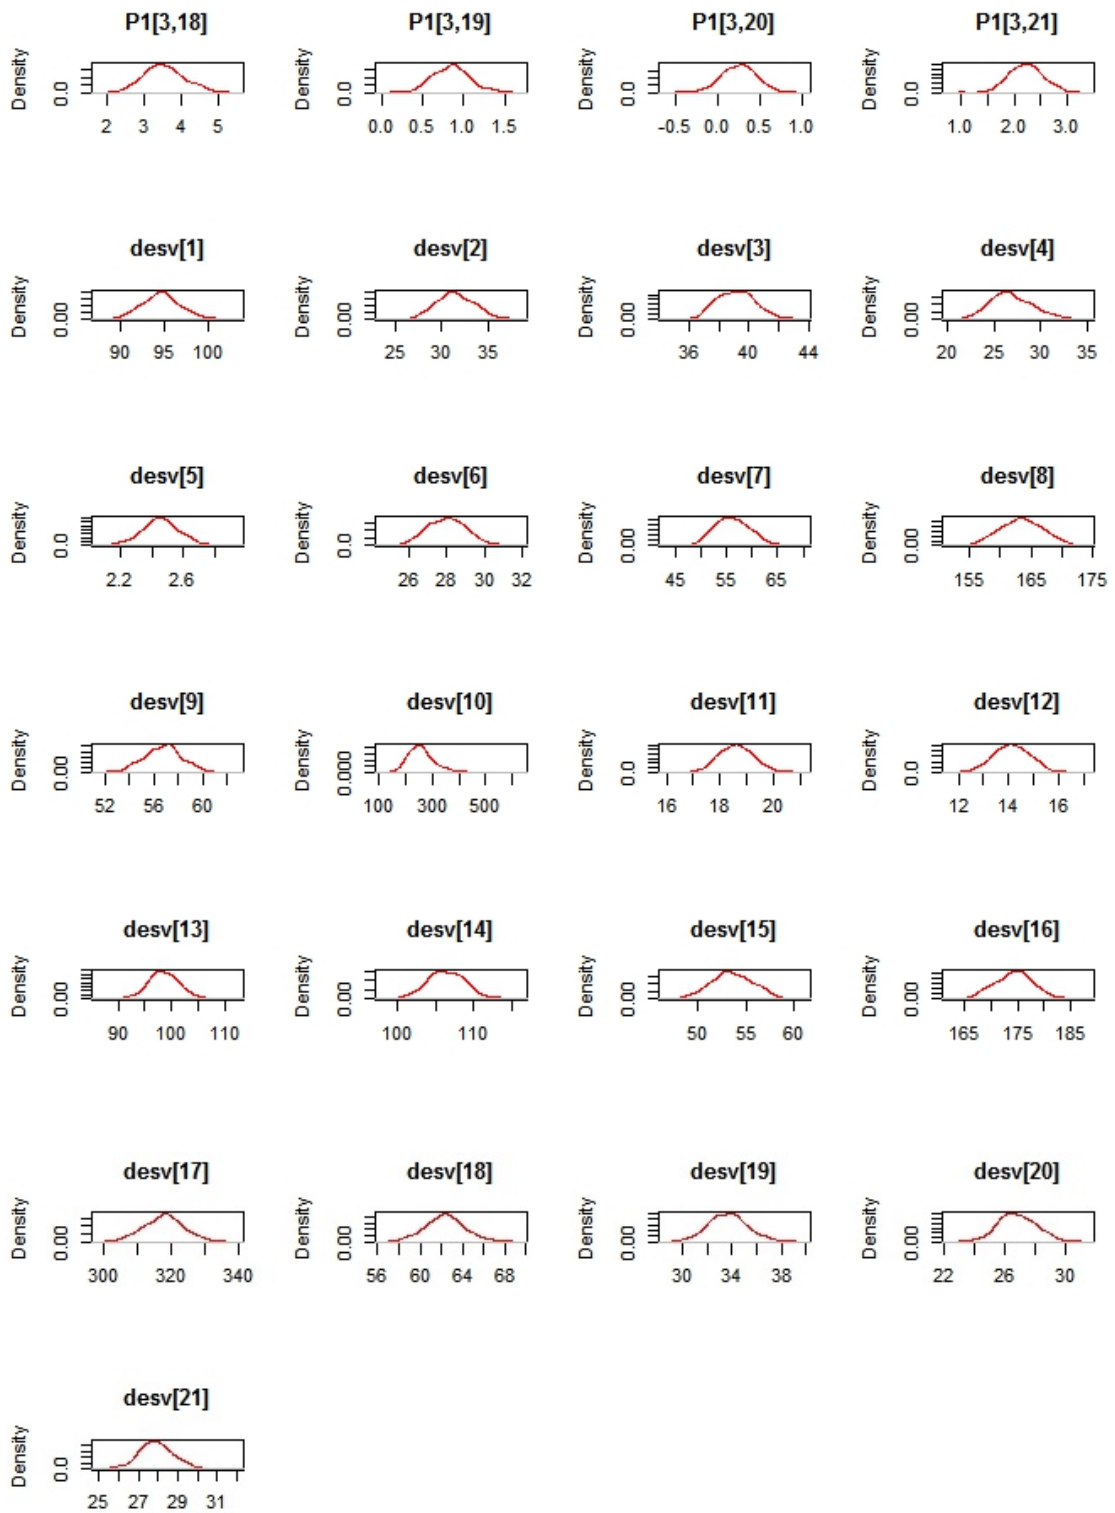 P1[3,18] P1[3,19] P1[3,20] P1[3,21]
Density 0.0 Density 0.0 Density 0.0 Density 0.0
2 3 4 5 0.0 0.5 1.0 1.5 -0.5 0.0 0.5 1.0 1.0 2.0 3.0
desv[1] desv[2] desv[3] desv[4]
Density 0.00 Density 0.00 Density 0.00 Density 0.00
90 95 100 25 30 35 36 40 44 20 25 30 35
desv[5] desv[6] desv[7] desv[8]
Density 0.0 Density 0.0 Density 0.00 Density 0.00
2.2 2.6 26 28 30 32 45 55 65 155 165 175
desv[9] desv[10] desv[11] desv[12]
Density 0.00 Density 0.000 Density 0.0 Density 0.0
52 56 60 100 300 500 16 18 20 12 14 16
desv[13] desv[14] desv[15] desv[16]
Density 0.00 Density 0.00 Density 0.00 Density 0.00
90 100 110 100 110 50 55 60 165 175 185
desv[17] desv[18] desv[19] desv[20]
Density 0.00 Density 0.00 Density 0.00 Density 0.00
300 320 340 56 60 64 68 30 34 38 22 26 30
desv[21]
Density 0.0
25 27 29 31